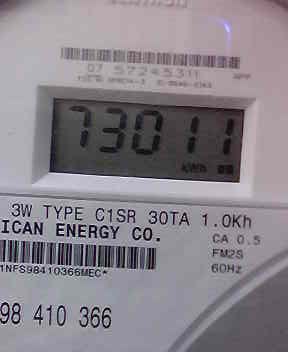 07 57245311 APP
73011
kWh
3W TYPE C1SR 30TA 1.0Kh
ICAN ENERGY CO.
CA 0.5
FM2S
60Hz
1NFS98410366MEC*
98 410 366